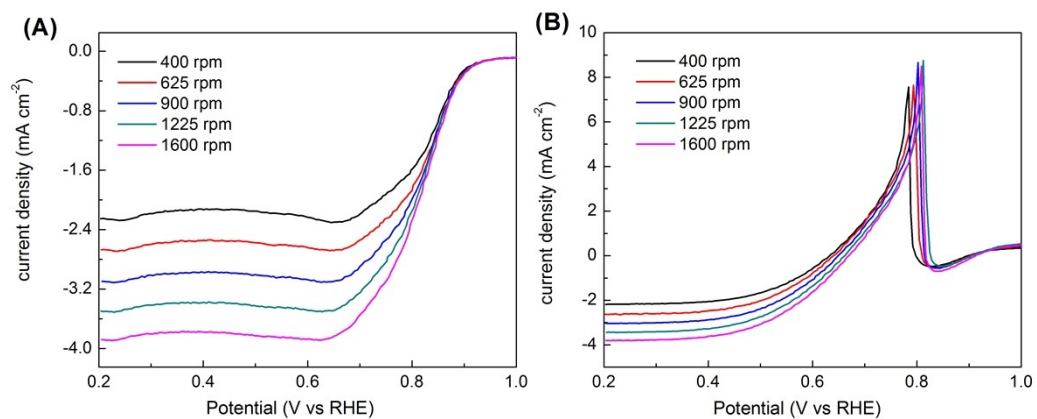 (A)
0.0
-0.8
-1.6
-2.4
-3.2
-4.0
current density (mA cm-2)
400 rpm
625 rpm
900 rpm
1225 rpm
1600 rpm
0.2 0.4 0.6 0.8 1.0
Potential (V vs RHE)
(B)
10
8
6
4
2
0
-2
-4
current density (mA cm-2)
400 rpm
625 rpm
900 rpm
1225 rpm
1600 rpm
0.2 0.4 0.6 0.8 1.0
Potential (V vs RHE)